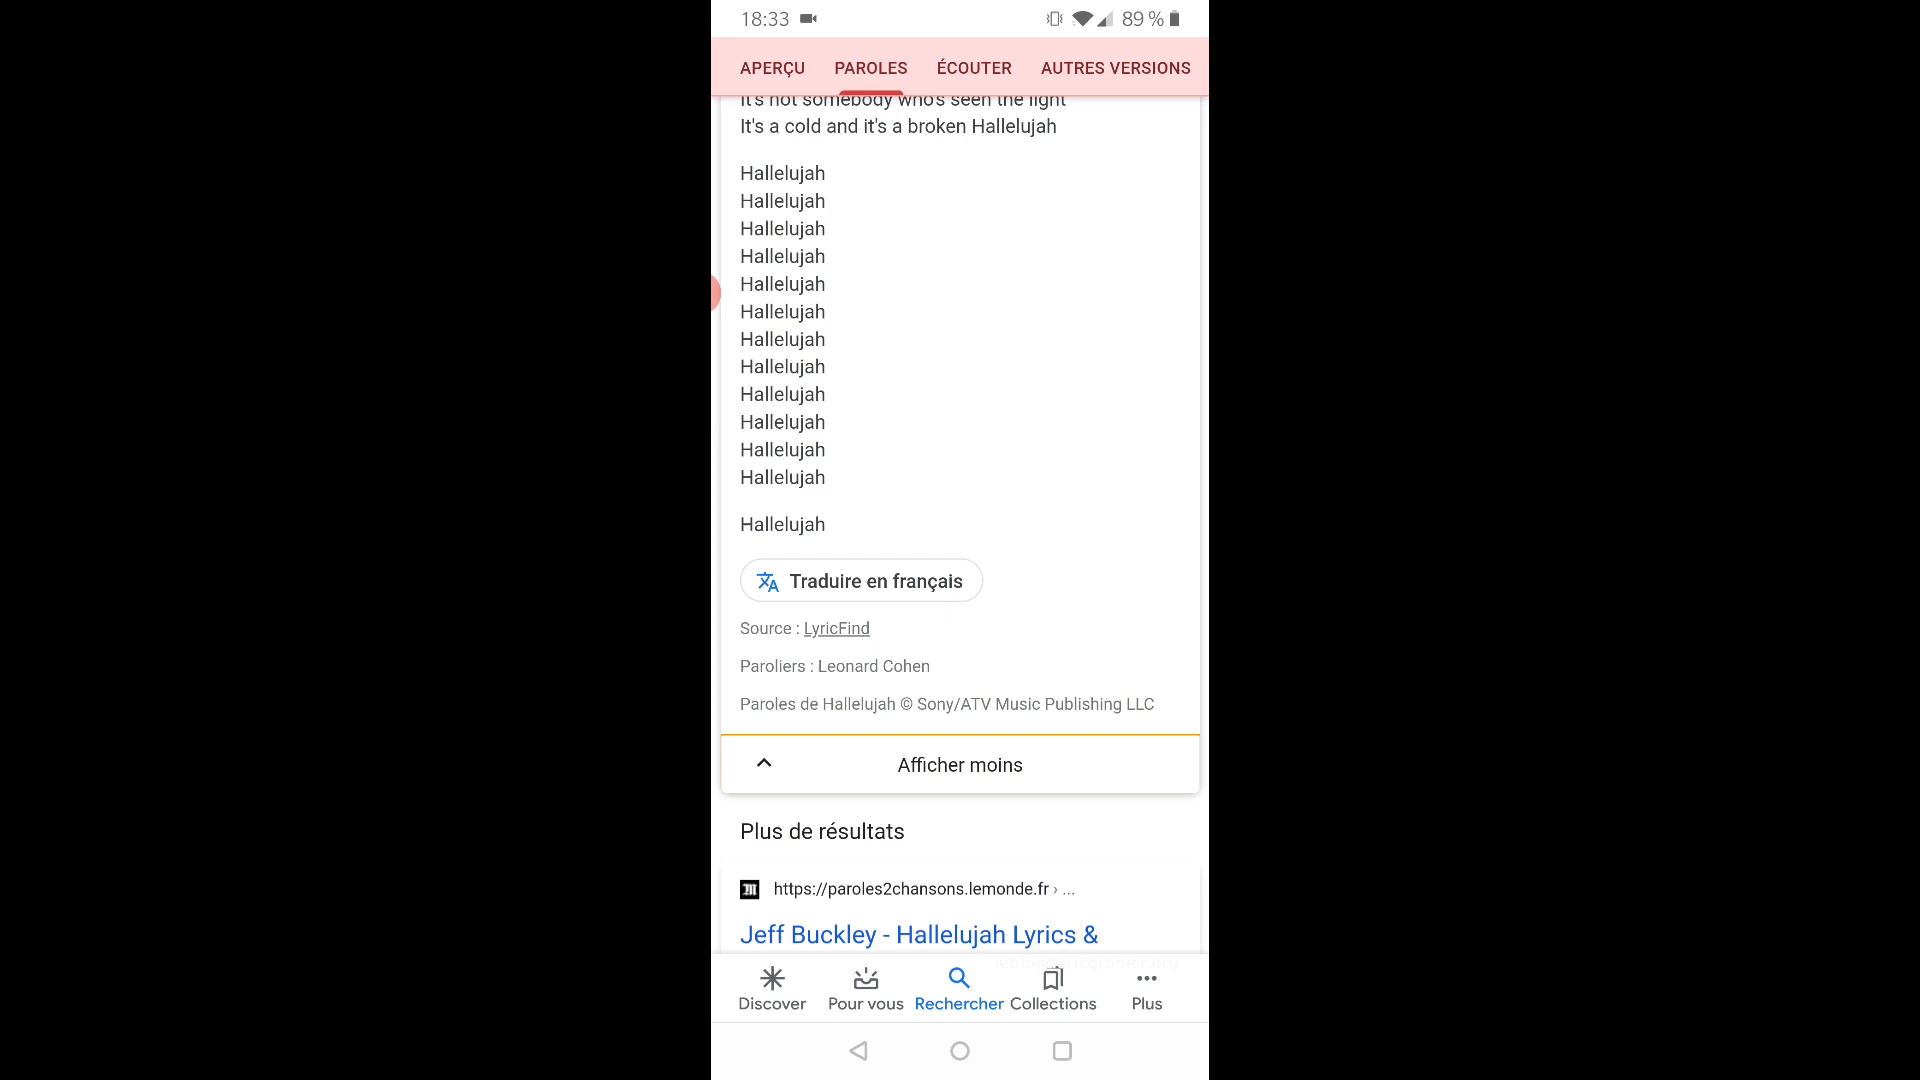 18:33 89 %
APERÇU PAROLES ÉCOUTER AUTRES VERSIONS
It's not somebody who's seen the light
It's a cold and it's a broken Hallelujah
Hallelujah
Hallelujah
Hallelujah
Hallelujah
Hallelujah
Hallelujah
Hallelujah
Hallelujah
Hallelujah
Hallelujah
Hallelujah
Hallelujah
Hallelujah
Traduire en français
Source : LyricFind
Paroliers : Leonard Cohen
Paroles de Hallelujah © Sony/ATV Music Publishing LLC
Afficher moins
Plus de résultats
https://paroles2chansons.lemonde.fr › ...
Jeff Buckley - Hallelujah Lyrics &
Discover Pour vous Rechercher Collections Plus